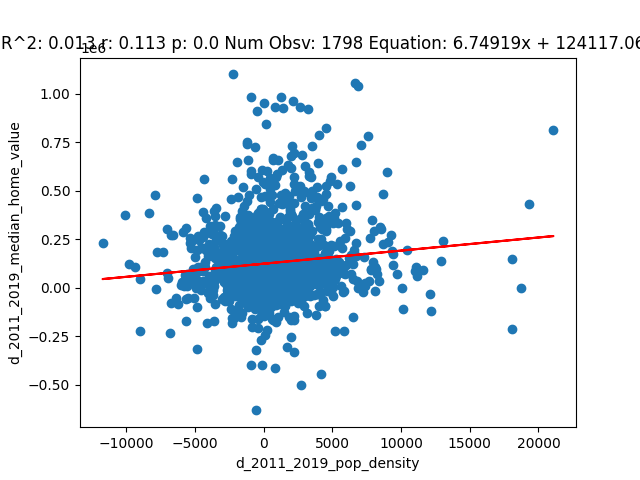 R^2: 0.013 r: 0.113 p: 0.0 Num Obsv: 1798 Equation: 6.74919x + 124117.06
1e6
1.00
0.75
0.50
0.25
0.00
−0.25
−0.50
d_2011_2019_median_home_value
−10000 −5000 0 5000 10000 15000 20000
d_2011_2019_pop_density